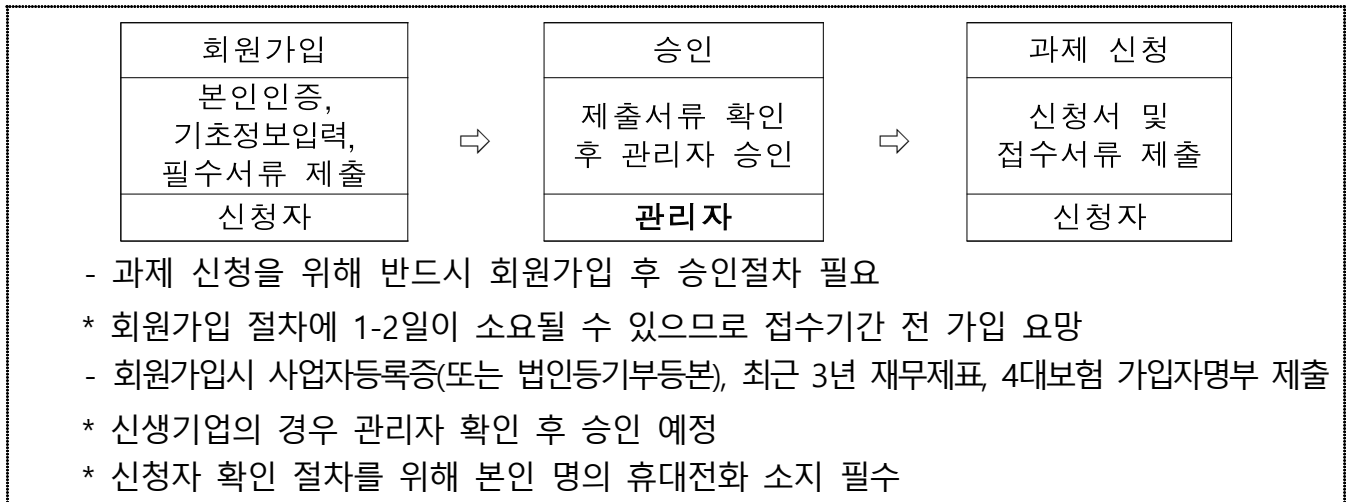 회원가입
본인인증,
기초정보입력,
필수서류 제출
신청자
⇨
승인
제출서류 확인
후 관리자 승인
관리자
⇨
과제 신청
신청서 및
접수서류 제출
신청자
- 과제 신청을 위해 반드시 회원가입 후 승인절차 필요
* 회원가입 절차에 1-2일이 소요될 수 있으므로 접수기간 전 가입 요망
- 회원가입시 사업자등록증(또는 법인등기부등본), 최근 3년 재무제표, 4대보험 가입자명부 제출
* 신생기업의 경우 관리자 확인 후 승인 예정
* 신청자 확인 절차를 위해 본인 명의 휴대전화 소지 필수